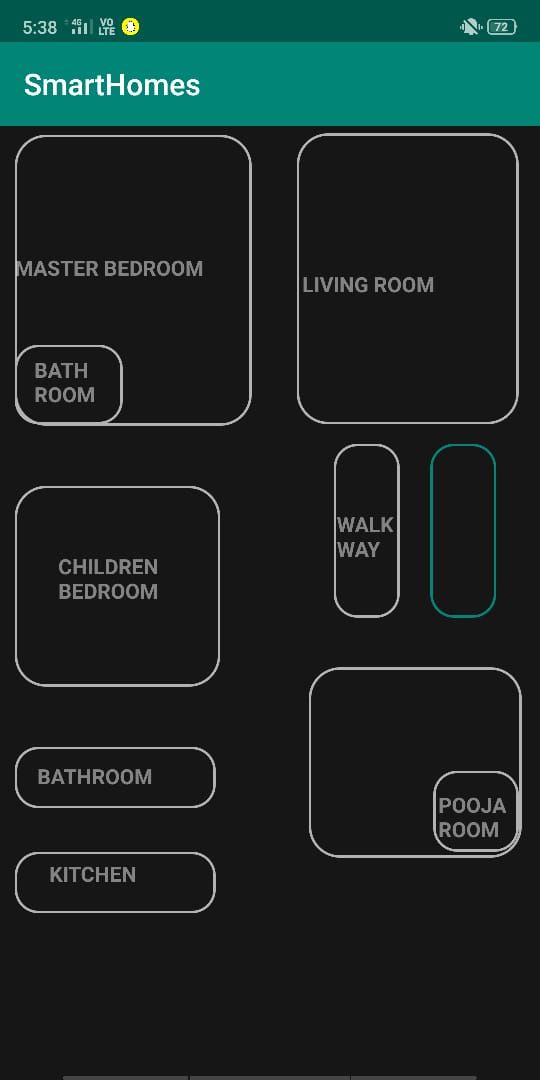 5:38 4G VO LTE 72
SmartHomes
MASTER BEDROOM
LIVING ROOM
BATH
ROOM
WALK
WAY
CHILDREN
BEDROOM
BATHROOM
POOJA
ROOM
KITCHEN